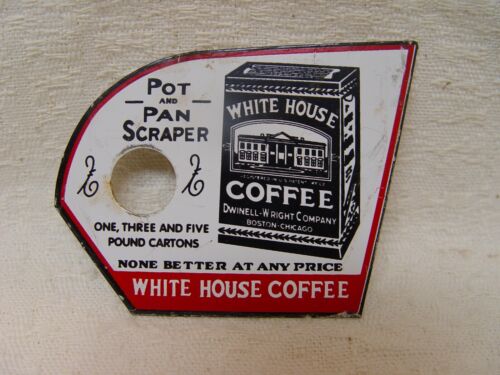 POT
AND
PAN
SCRAPER
ONE, THREE AND FIVE
POUND CARTONS
WHITE HOUSE
COFFEE
DWINELL-WRIGHT COMPANY
BOSTON-CHICAGO
NONE BETTER AT ANY PRICE
WHITE HOUSE COFFEE